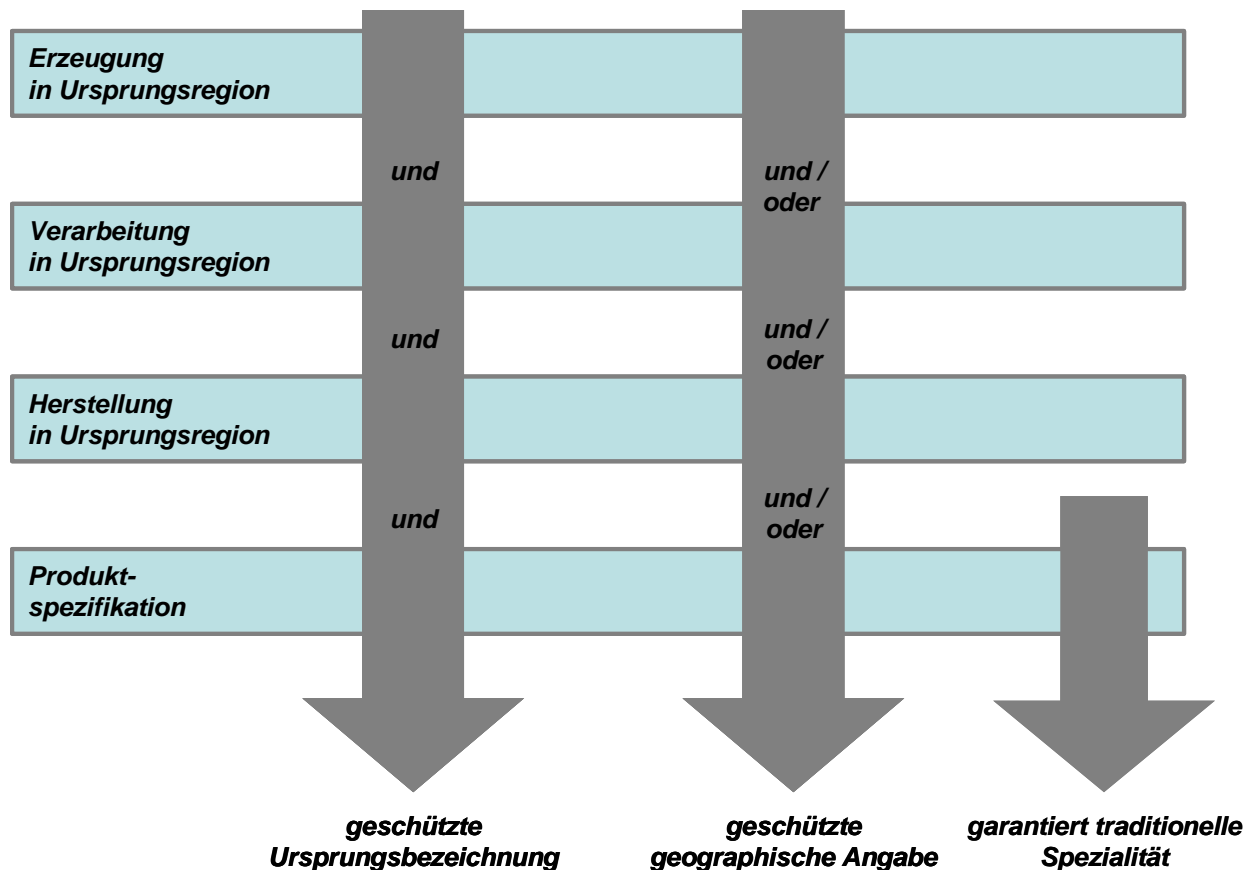 Erzeugung
in Ursprungsregion
und
und /
oder
Verarbeitung
in Ursprungsregion
und
und /
oder
Herstellung
in Ursprungsregion
und
und /
oder
Produkt-
spezifikation
geschützte
Ursprungsbezeichnung
geschützte
geographische Angabe
garantiert traditionelle
Spezialität